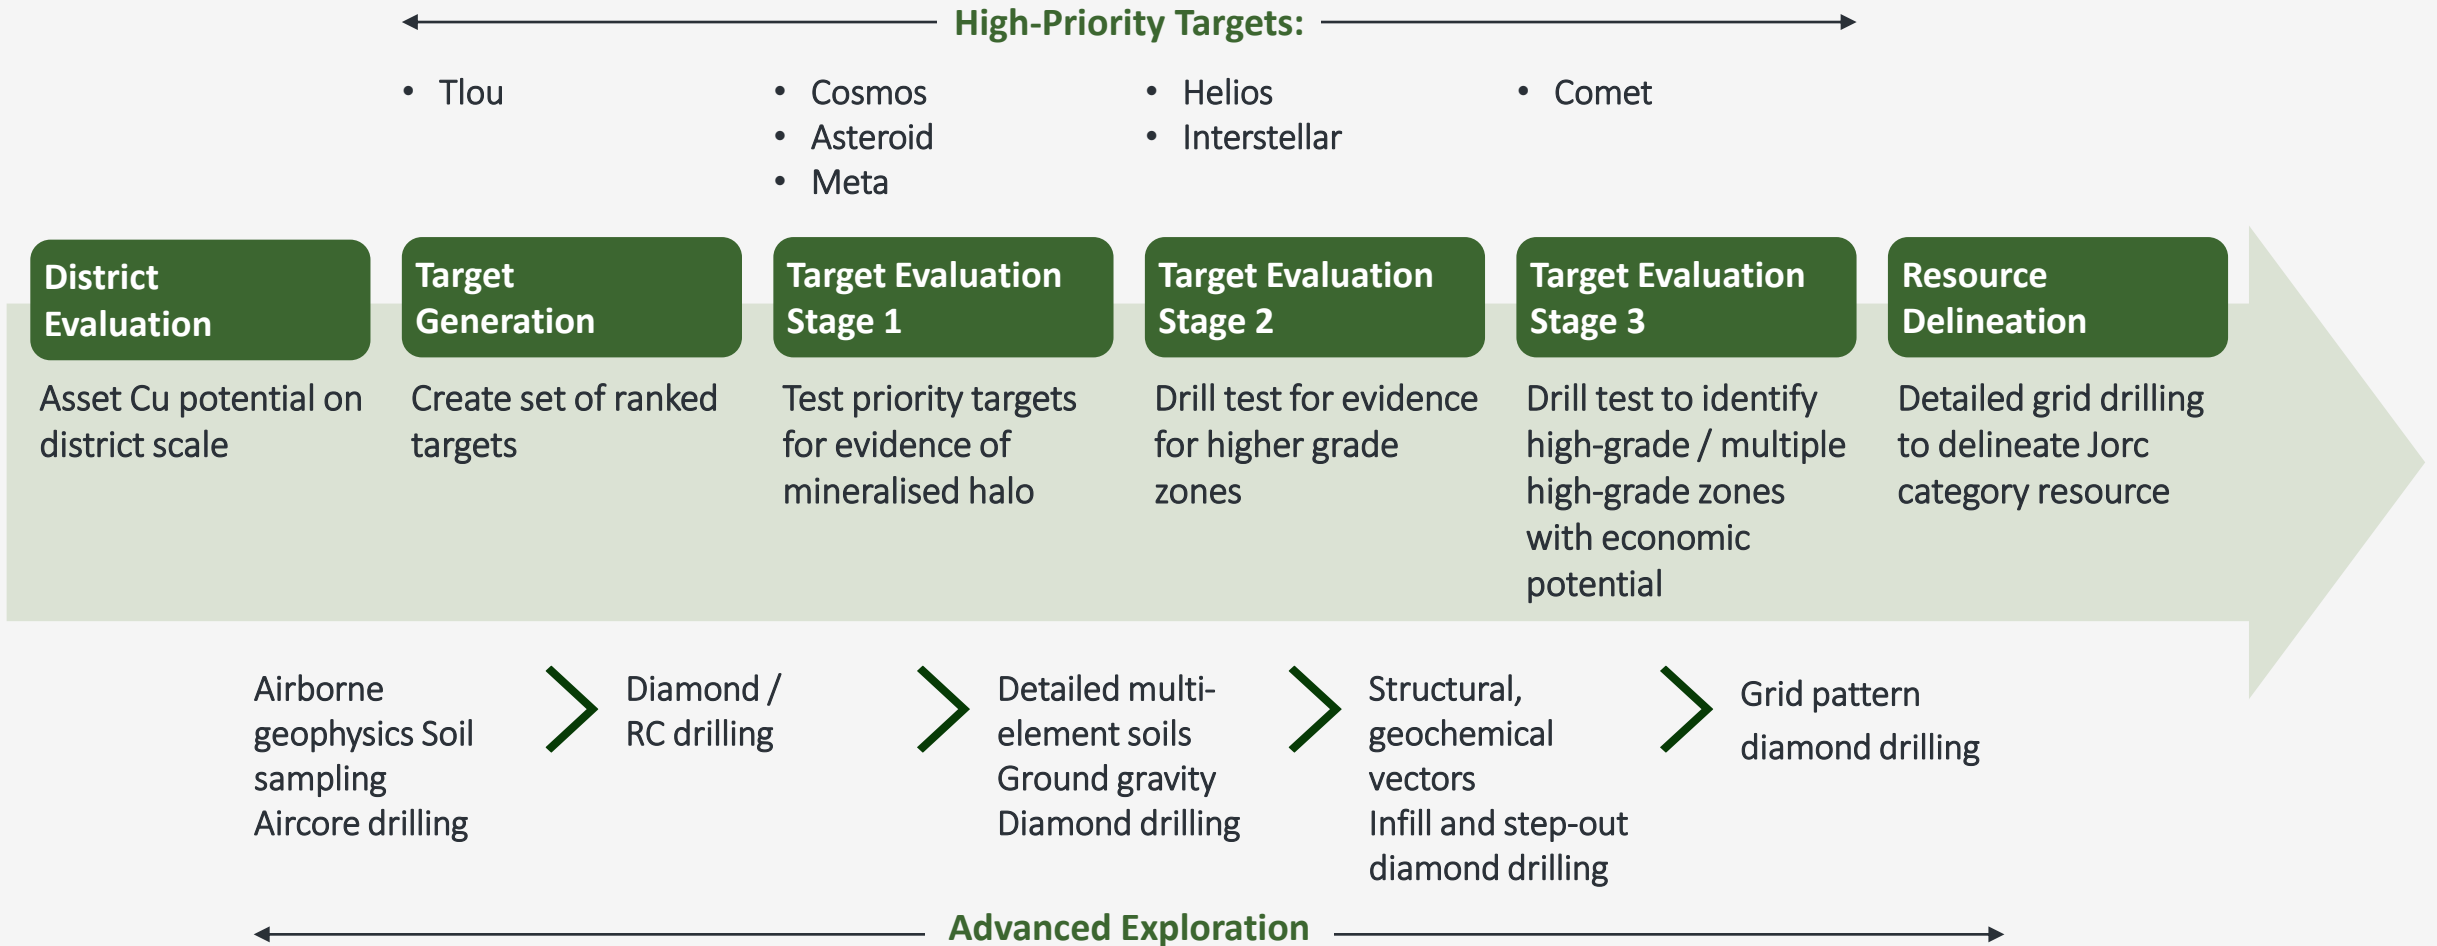 High-Priority Targets:
• Tlou
• Cosmos
• Asteroid
• Meta
• Helios
• Interstellar
• Comet
District
Evaluation
Asset Cu potential on
district scale
Target
Generation
Create set of ranked
targets
Target Evaluation
Stage 1
Test priority targets
for evidence of
mineralised halo
Target Evaluation
Stage 2
Drill test for evidence
for higher grade
zones
Target Evaluation
Stage 3
Drill test to identify
high-grade / multiple
high-grade zones
with economic
potential
Resource
Delineation
Detailed grid drilling
to delineate Jorc
category resource
Airborne
geophysics Soil
sampling
Aircore drilling
Diamond /
RC drilling
Detailed multi-
element soils
Ground gravity
Diamond drilling
Structural,
geochemical
vectors
Infill and step-out
diamond drilling
Grid pattern
diamond drilling
Advanced Exploration